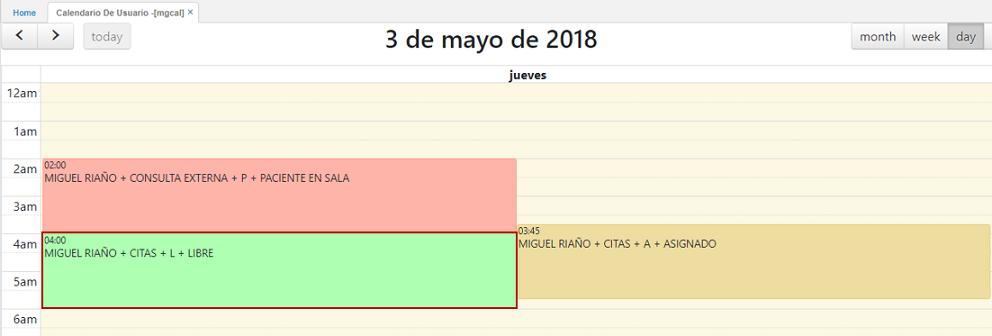 Home
Calendario De Usuario -[mgcal] ×
today
3 de mayo de 2018
month week day
jueves
12am
1am
2am
02:00
MIGUEL RIAÑO + CONSULTA EXTERNA + P + PACIENTE EN SALA
3am
03:45
MIGUEL RIAÑO + CITAS + A + ASIGNADO
4am
04:00
MIGUEL RIAÑO + CITAS + L + LIBRE
5am
6am